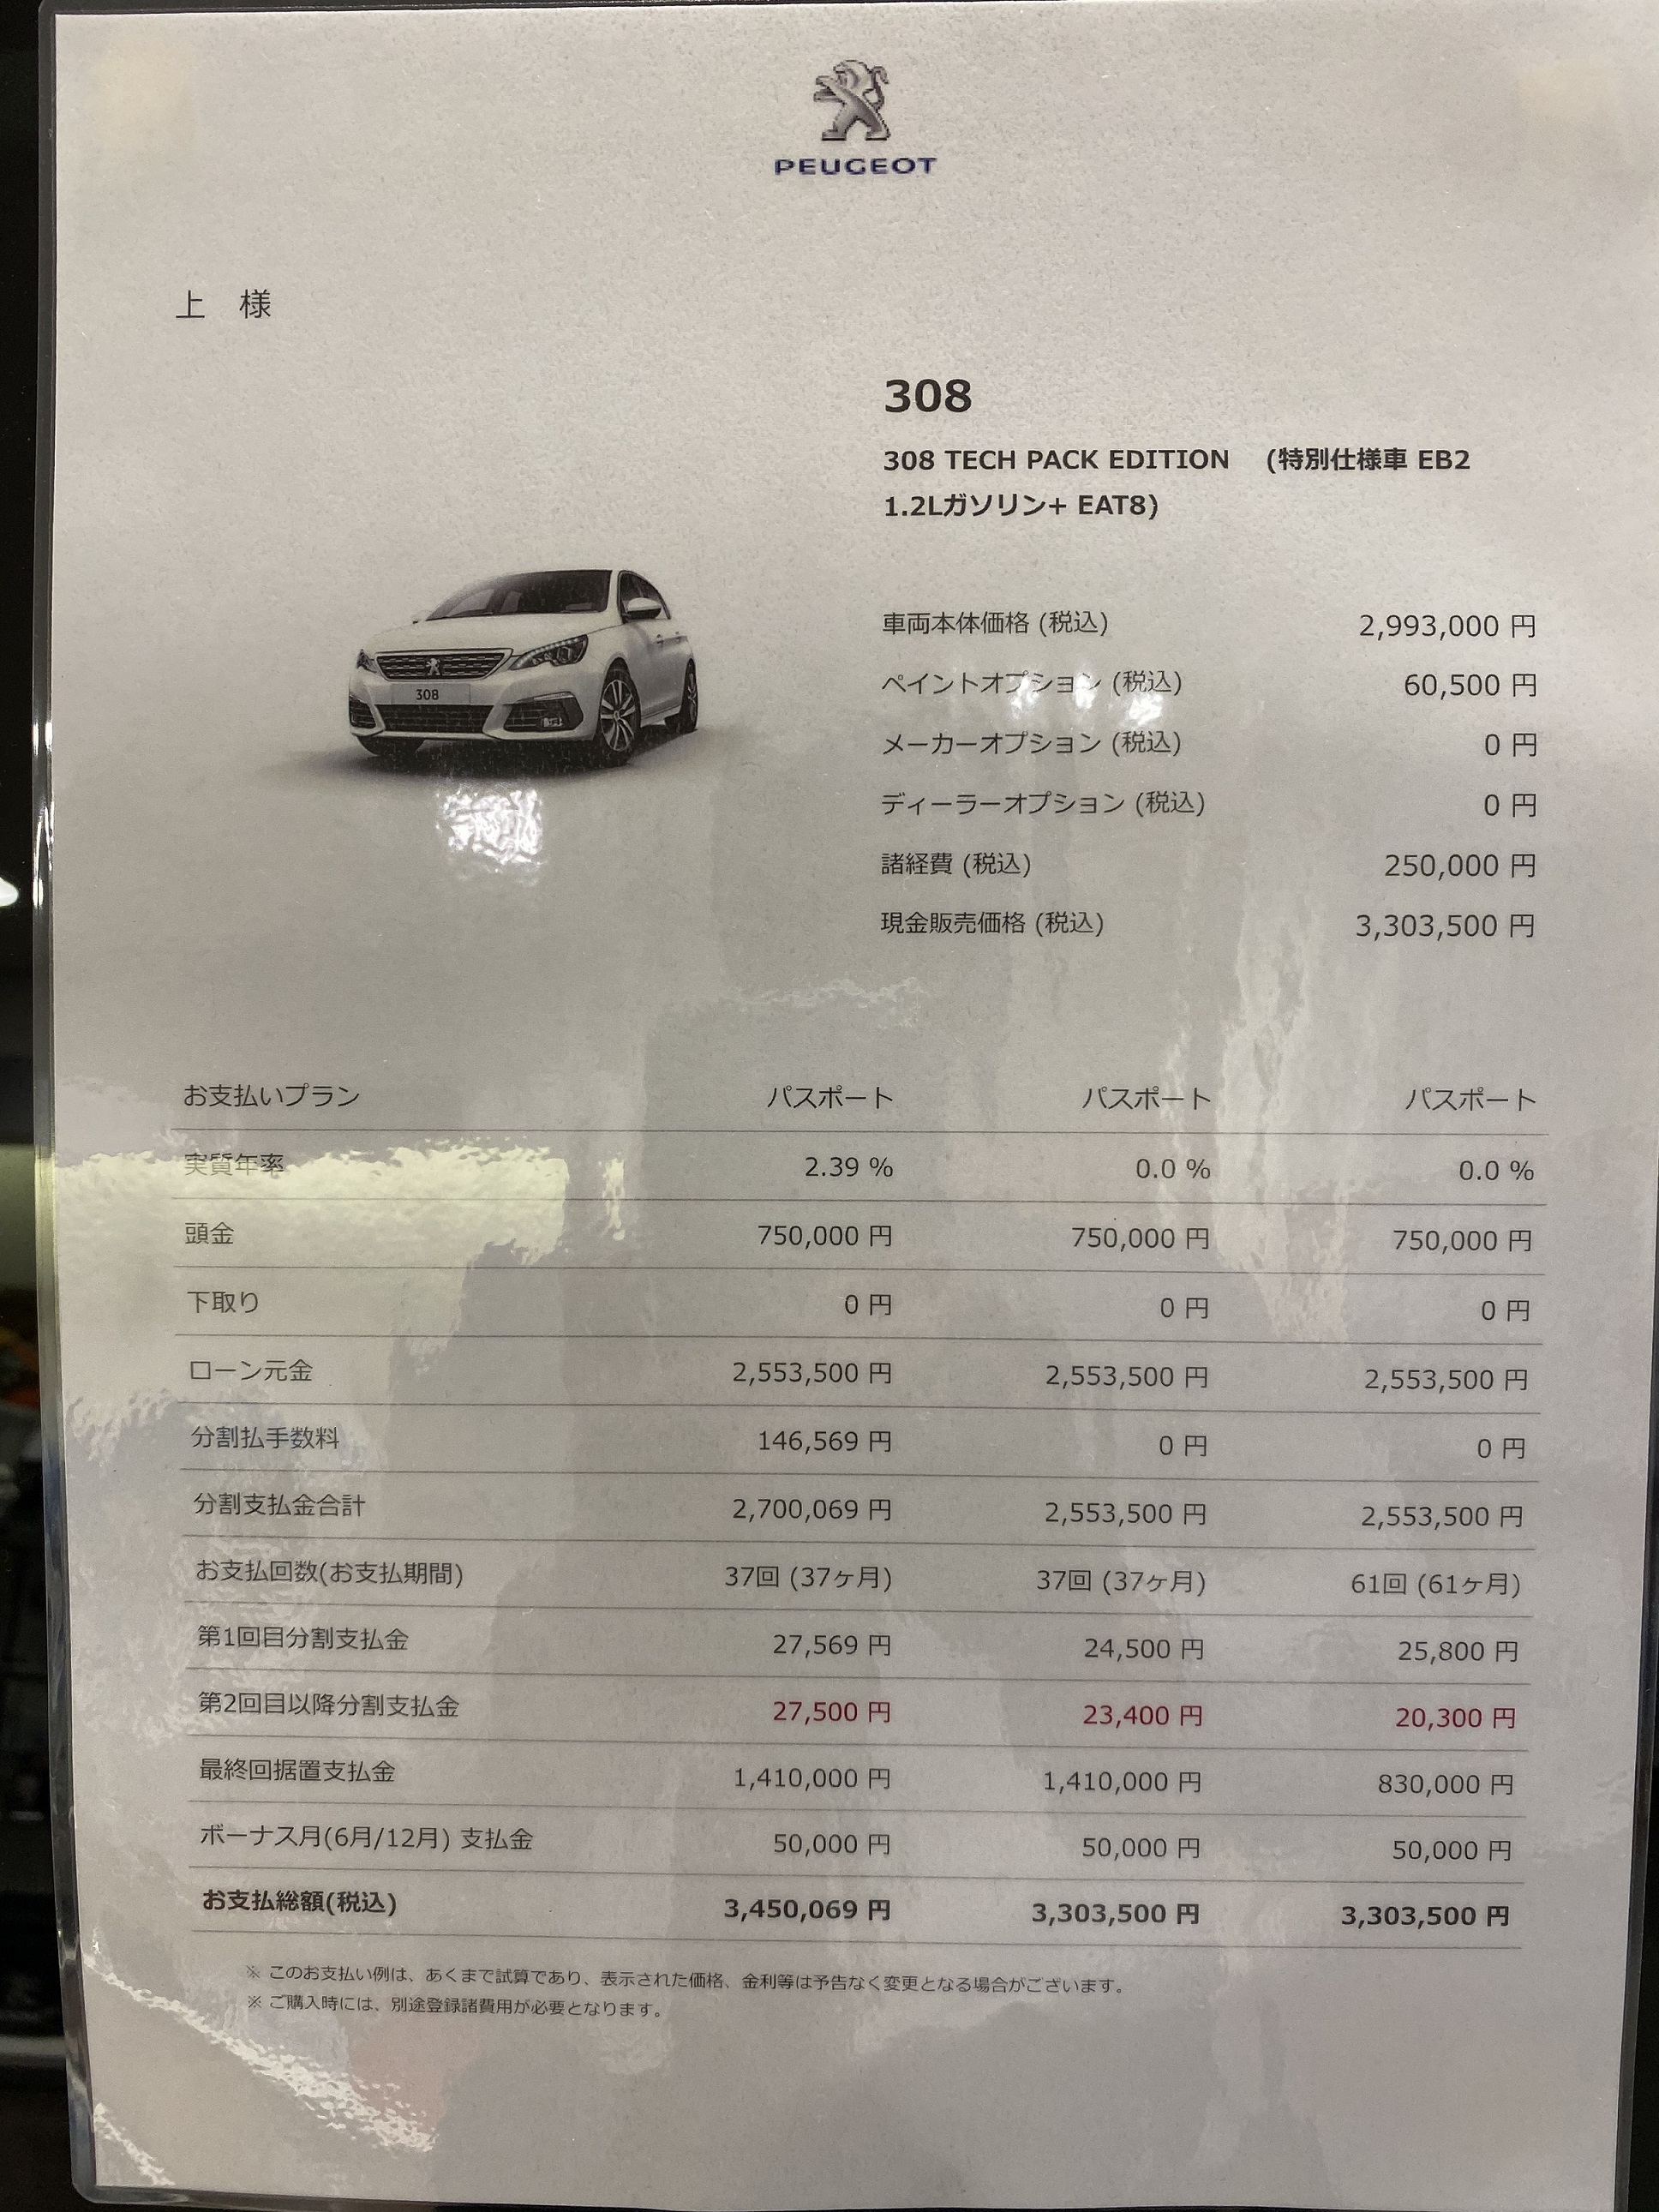 PEUGEOT
上 様
308
308 TECH PACK EDITION (特別仕様車 EB2
1.2Lガソリン+ EAT8)
308
車両本体価格 (税込) 2,993,000 円
ペイントオプション (税込) 60,500 円
メーカーオプション (税込) 0 円
ディーラーオプション (税込) 0 円
諸経費 (税込) 250,000 円
現金販売価格 (税込) 3,303,500 円
お支払いプラン パスポート パスポート パスポート
実質年率 2.39 % 0.0 % 0.0 %
頭金 750,000 円 750,000 円 750,000 円
下取り 0 円 0 円 0 円
ローン元金 2,553,500 円 2,553,500 円 2,553,500 円
分割払手数料 146,569 円 0 円 0 円
分割支払金合計 2,700,069 円 2,553,500 円 2,553,500 円
お支払回数(お支払期間) 37回 (37ヶ月) 37回 (37ヶ月) 61回 (61ヶ月)
第1回目分割支払金 27,569 円 24,500 円 25,800 円
第2回目以降分割支払金 27,500 円 23,400 円 20,300 円
最終回据置支払金 1,410,000 円 1,410,000 円 830,000 円
ボーナス月(6月/12月) 支払金 50,000 円 50,000 円 50,000 円
お支払総額(税込) 3,450,069 円 3,303,500 円 3,303,500 円
※ このお支払い例は、あくまで試算であり、表示された価格、金利等は予告なく変更となる場合がございます。
※ ご購入時には、別途登録諸費用が必要となります。